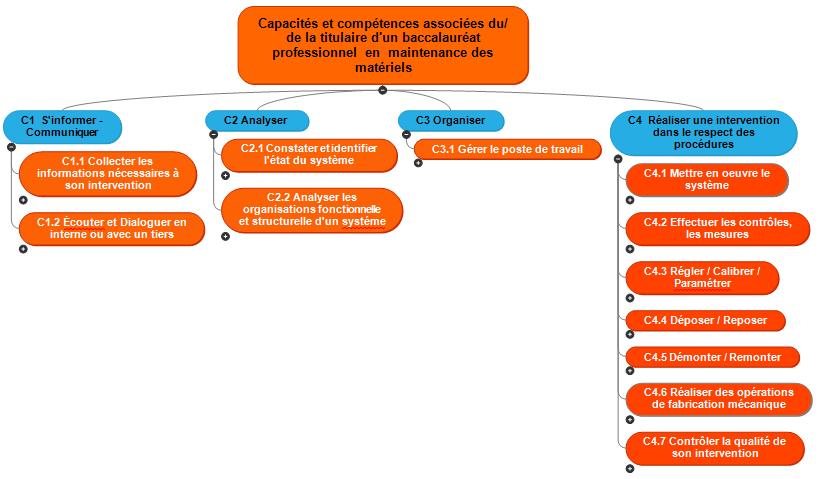 Capacités et compétences associées du/
de la titulaire d'un baccalauréat
professionnel en maintenance des
matériels
C1 S'informer -
Communiquer
C1.1 Collecter les
informations nécessaires à
son intervention
C1.2 Écouter et Dialoguer en
interne ou avec un tiers
C2 Analyser
C2.1 Constater et identifier
l'état du système
C2.2 Analyser les
organisations fonctionnelle
et structurelle d'un systéme
C3 Organiser
C3.1 Gérer le poste de travail
C4 Réaliser une intervention
dans le respect des
procédures
C4.1 Mettre en oeuvre le
système
C4.2 Effectuer les contrôles,
les mesures
C4.3 Régler / Calibrer /
Paramétrer
C4.4 Déposer / Reposer
C4.5 Démonter / Remonter
C4.6 Réaliser des opérations
de fabrication mécanique
C4.7 Contrôler la qualité de
son intervention